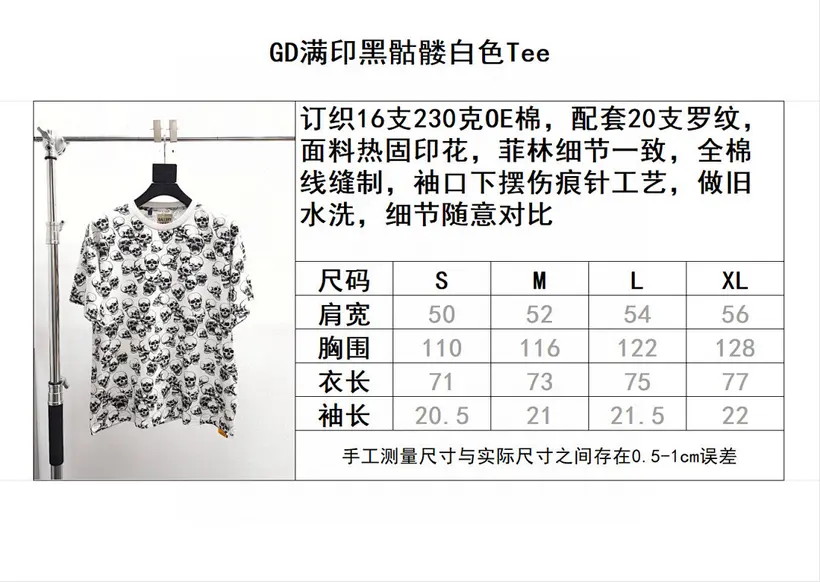 GD满印黑骷髅白色Tee
订织16支230克OE棉，配套20支罗纹，
面料热固印花，菲林细节一致，全棉
线缝制，袖口下摆伤痕针工艺，做旧
水洗，细节随意对比
尺码 S M L XL
肩宽 50 52 54 56
胸围 110 116 122 128
衣长 71 73 75 77
袖长 20.5 21 21.5 22
手工测量尺寸与实际尺寸之间存在0.5-1cm误差